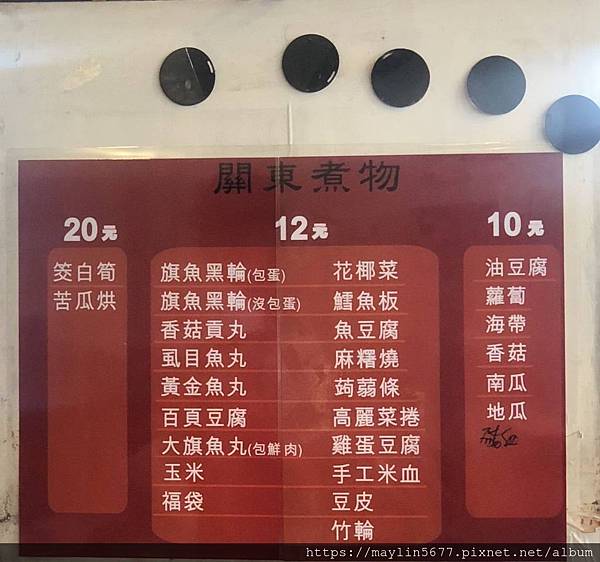 關東煮物
20元
筊白筍
苦瓜烘
12元
旗魚黑輪(包蛋)
旗魚黑輪(沒包蛋)
香菇貢丸
虱目魚丸
黃金魚丸
百頁豆腐
大旗魚丸(包鮮肉)
玉米
福袋
花椰菜
鱈魚板
魚豆腐
麻糬燒
蒟蒻條
高麗菜捲
雞蛋豆腐
手工米血
豆皮
竹輪
10元
油豆腐
蘿蔔
海帶
香菇
南瓜
地瓜
https://maylin5677.pixnet.net/album